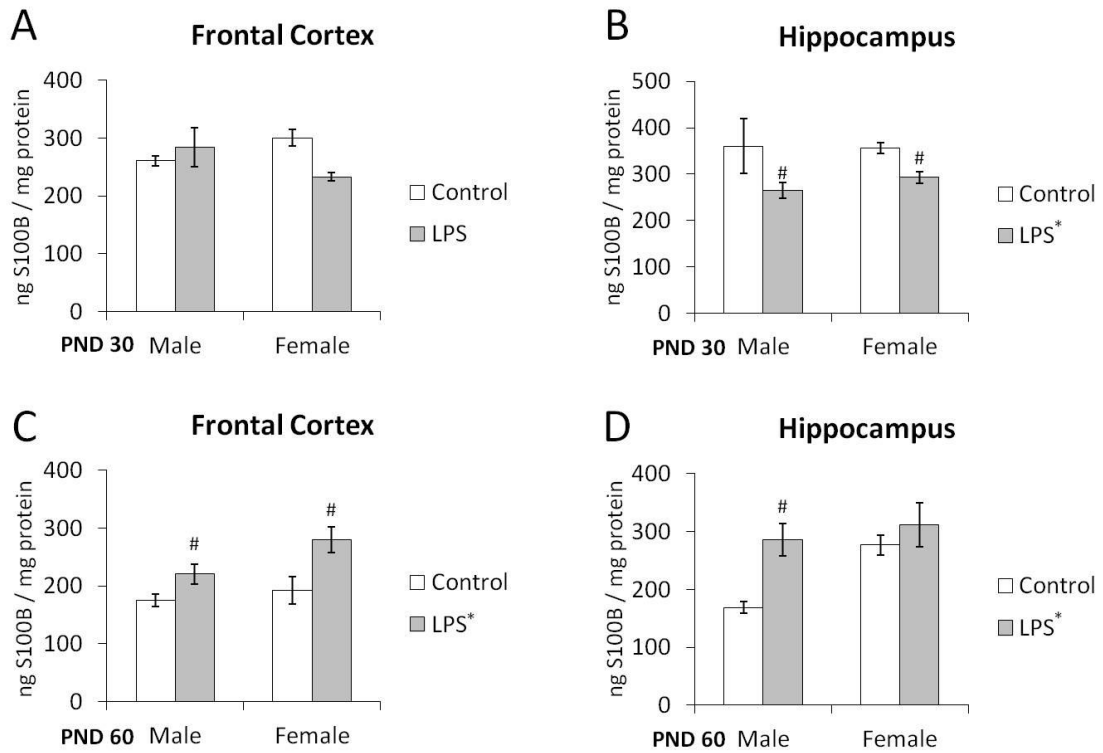 A
Frontal Cortex
ng S100B / mg protein
400
300
200
100
0
PND 30 Male Female
Control
LPS
B
Hippocampus
ng S100B / mg protein
500
400
300
200
100
0
#
#
PND 30 Male Female
Control
LPS*
C
Frontal Cortex
ng S100B / mg protein
400
300
200
100
0
#
#
PND 60 Male Female
Control
LPS*
D
Hippocampus
ng S100B / mg protein
400
300
200
100
0
#
PND 60 Male Female
Control
LPS*